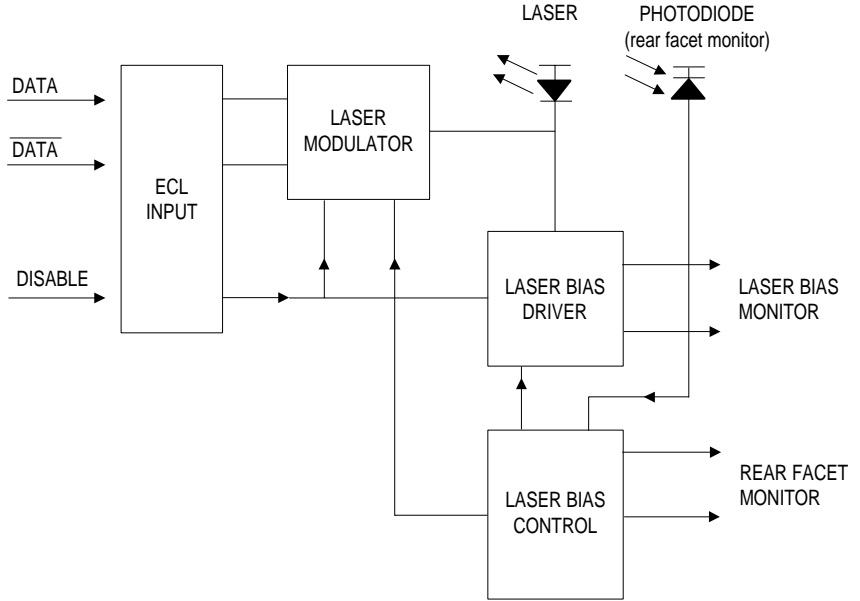 LASER
PHOTODIODE
(rear facet monitor)
DATA
DATA
DISABLE
ECL
INPUT
LASER
MODULATOR
LASER BIAS
DRIVER
LASER BIAS
MONITOR
LASER BIAS
CONTROL
REAR FACET
MONITOR